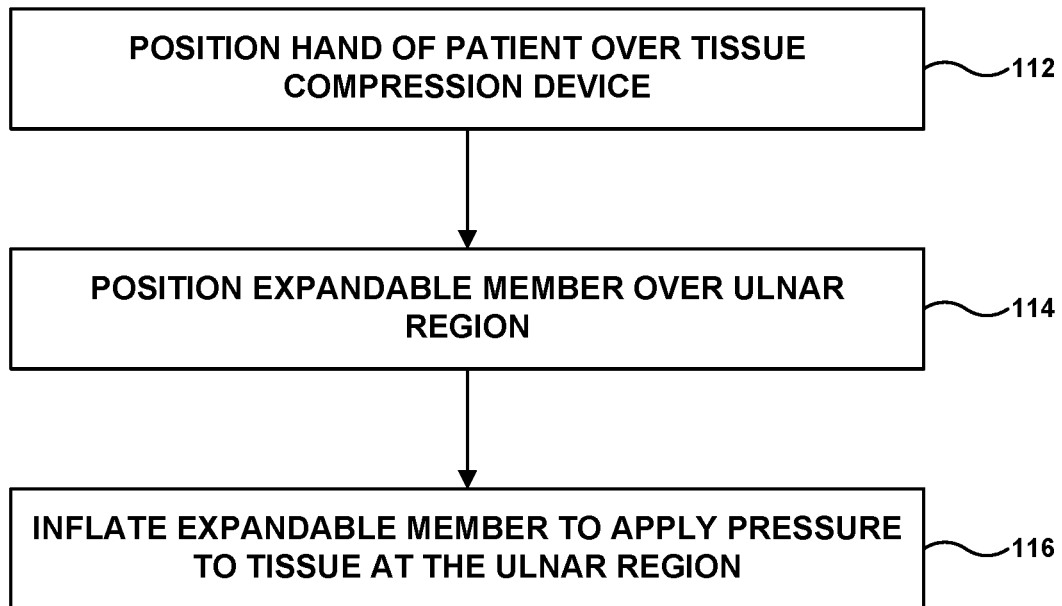 POSITION HAND OF PATIENT OVER TISSUE
COMPRESSION DEVICE
112
POSITION EXPANDABLE MEMBER OVER ULNAR
REGION
114
INFLATE EXPANDABLE MEMBER TO APPLY PRESSURE
TO TISSUE AT THE ULNAR REGION
116